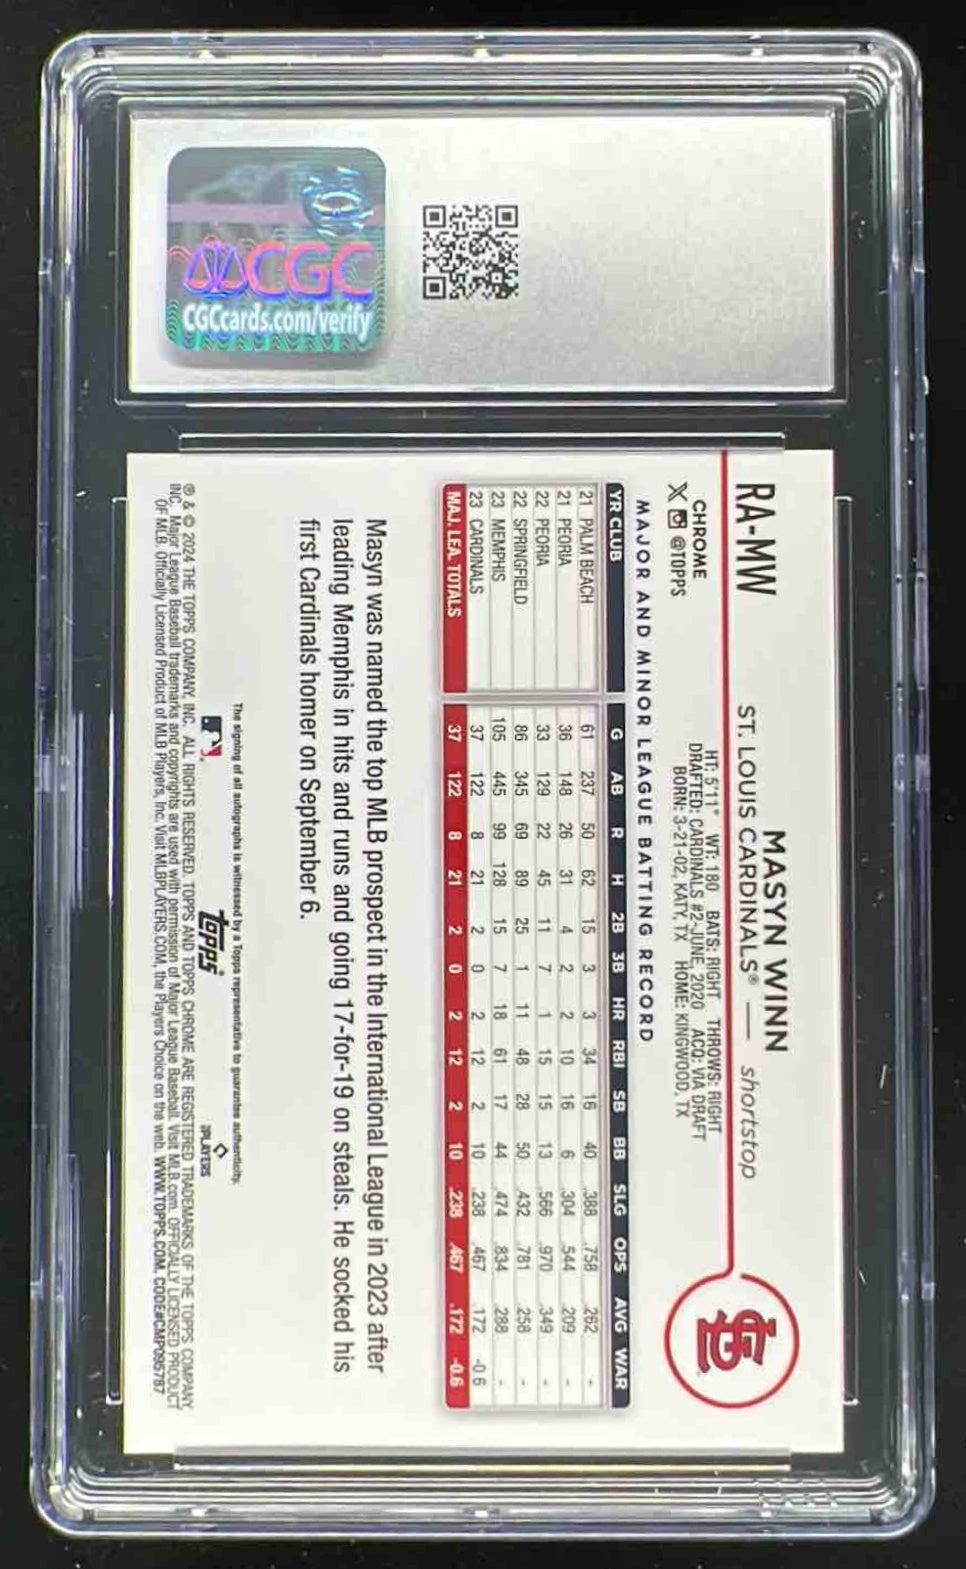 CGC
CGCcards.com/verify
RA-MW
CHROME
@TOPPS
MASYN WINN
ST. LOUIS CARDINALS® — shortstop
HT: 5'11" WT: 180 BATS: RIGHT THROWS: RIGHT
DRAFTED: CARDINALS #2-JUNE, 2020 ACQ: VIA DRAFT
BORN: 3-21-02, KATY, TX HOME: KINGWOOD, TX
MAJOR AND MINOR LEAGUE BATTING RECORD
YR CLUB G AB R H 2B 3B HR RBI SB BB SLG OPS AVG WAR
21 PALM BEACH 61 237 50 62 15 3 3 34 16 40 .388 .758 .262 -
21 PEORIA 36 148 26 31 4 2 2 10 16 6 .304 .544 .209 -
22 PEORIA 33 129 22 45 11 7 1 15 15 13 .566 .970 .349 -
22 SPRINGFIELD 86 345 69 89 25 1 11 48 28 50 .432 .781 .258 -
23 MEMPHIS 105 445 99 128 15 7 18 61 17 44 .474 .834 .288 -
23 CARDINALS 37 122 8 21 2 0 2 12 2 10 .238 .467 .172 -0.6
MAJ. LEA. TOTALS 37 122 8 21 2 0 2 12 2 10 .238 .467 .172 -0.6
Masyn was named the top MLB prospect in the International League in 2023 after
leading Memphis in hits and runs and going 17-for-19 on steals. He socked his
first Cardinals homer on September 6.
The signing of all autographs is witnessed by a Topps representative to guarantee authenticity.
topps®
PLAYERS
® & © 2024 THE TOPPS COMPANY, INC. ALL RIGHTS RESERVED. TOPPS AND TOPPS CHROME ARE REGISTERED TRADEMARKS OF THE TOPPS COMPANY,
INC. Major League Baseball trademarks and copyrights are used with permission of Major League Baseball. Visit MLB.com. OFFICIALLY LICENSED PRODUCT
OF MLB. Officially Licensed Product of MLB Players, Inc. Visit MLBPLAYERS.COM, the Players Choice on the web. WWW.TOPPS.COM. CODE#CMP095787